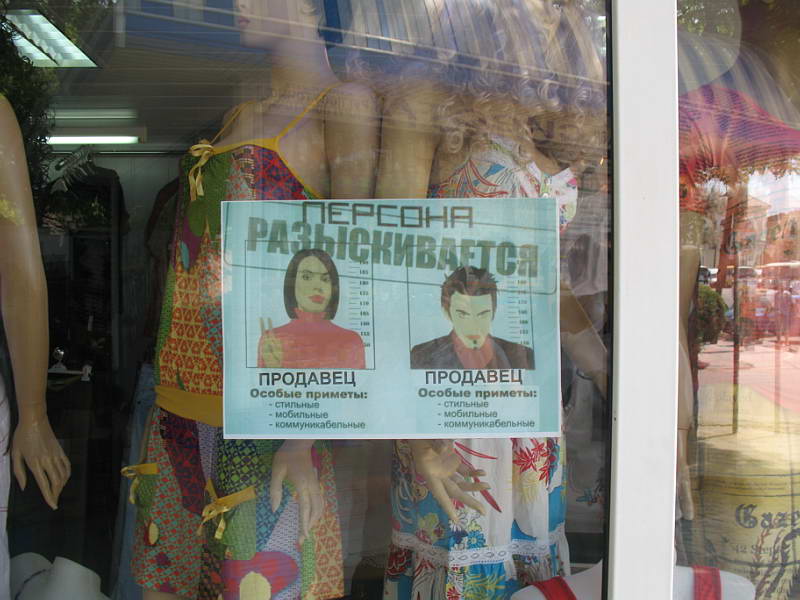 ПЕРСОНА
РАЗЫСКИВАЕТСЯ
ПРОДАВЕЦ
Особые приметы:
- стильные
- мобильные
- коммуникабельные
ПРОДАВЕЦ
Особые приметы:
- стильные
- мобильные
- коммуникабельные